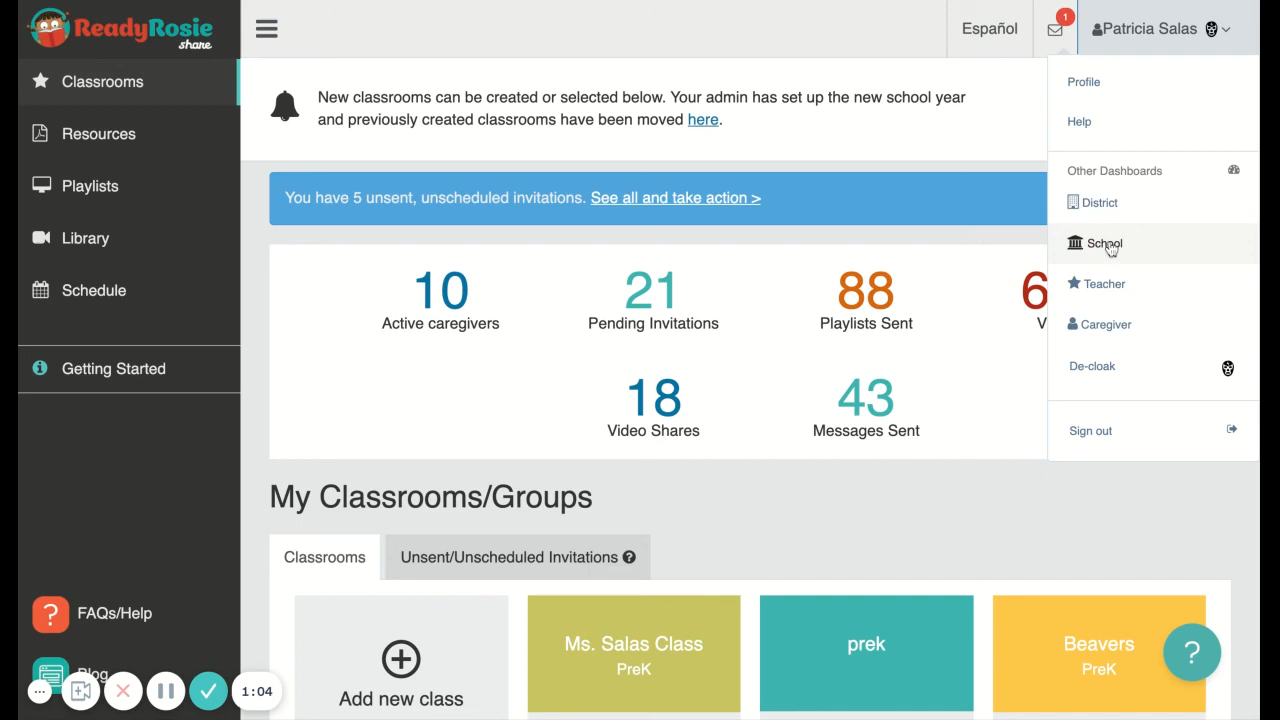 ReadyRosie
share
Classrooms
Resources
Playlists
Library
Schedule
Getting Started
FAQs/Help
Blog
1:04
Español
1
Patricia Salas
New classrooms can be created or selected below. Your admin has set up the new school year
and previously created classrooms have been moved here.
You have 5 unsent, unscheduled invitations. See all and take action >
10
Active caregivers
21
Pending Invitations
88
Playlists Sent
6
V
18
Video Shares
43
Messages Sent
Profile
Help
Other Dashboards
District
School
Teacher
Caregiver
De-cloak
Sign out
My Classrooms/Groups
Classrooms
Unsent/Unscheduled Invitations ?
Add new class
Ms. Salas Class
PreK
prek
Beavers
PreK
?